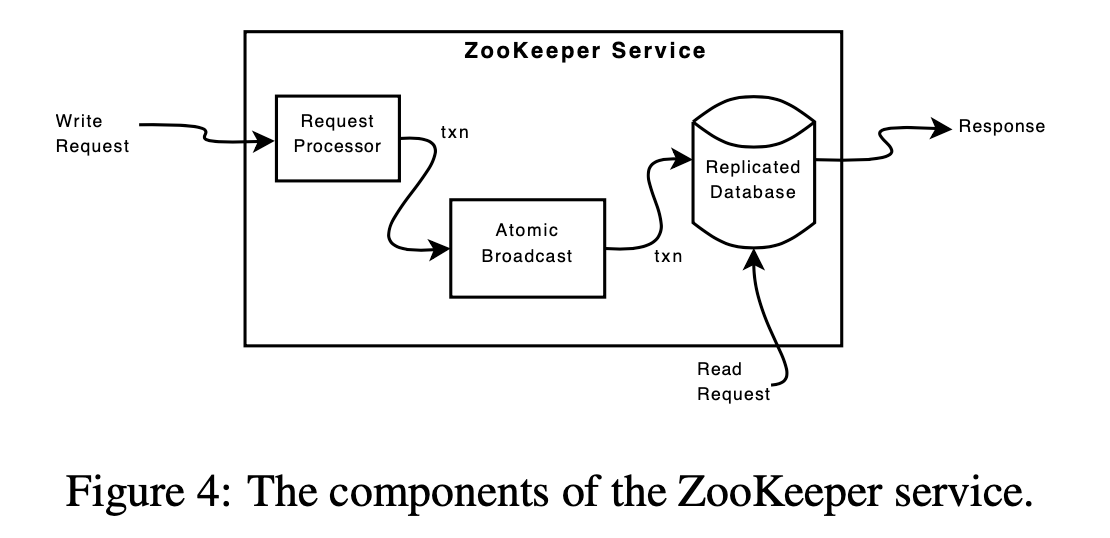 ZooKeeper Service
Write
Request
Request
Processor
txn
Atomic
Broadcast
txn
Replicated
Database
Response
Read
Request
Figure 4: The components of the ZooKeeper service.